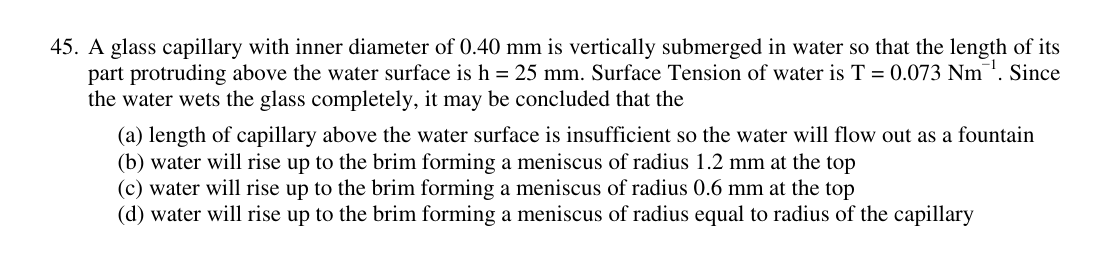 45. A glass capillary with inner diameter of 0.40 mm is vertically submerged in water so that the length of its
part protruding above the water surface is h = 25 mm. Surface Tension of water is T = 0.073 Nm⁻¹. Since
the water wets the glass completely, it may be concluded that the
(a) length of capillary above the water surface is insufficient so the water will flow out as a fountain
(b) water will rise up to the brim forming a meniscus of radius 1.2 mm at the top
(c) water will rise up to the brim forming a meniscus of radius 0.6 mm at the top
(d) water will rise up to the brim forming a meniscus of radius equal to radius of the capillary